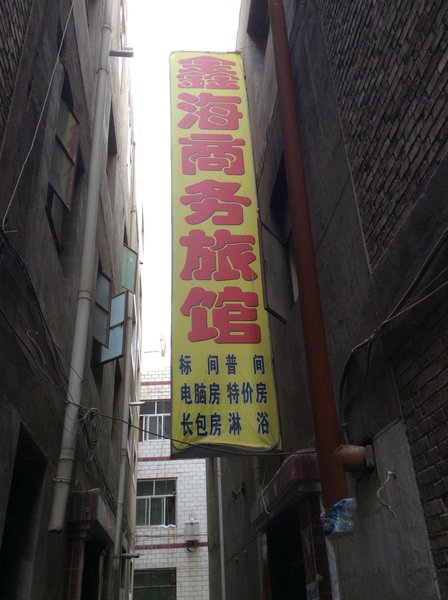 鑫海商务旅馆
标间普间
电脑房特价房
长包房淋浴